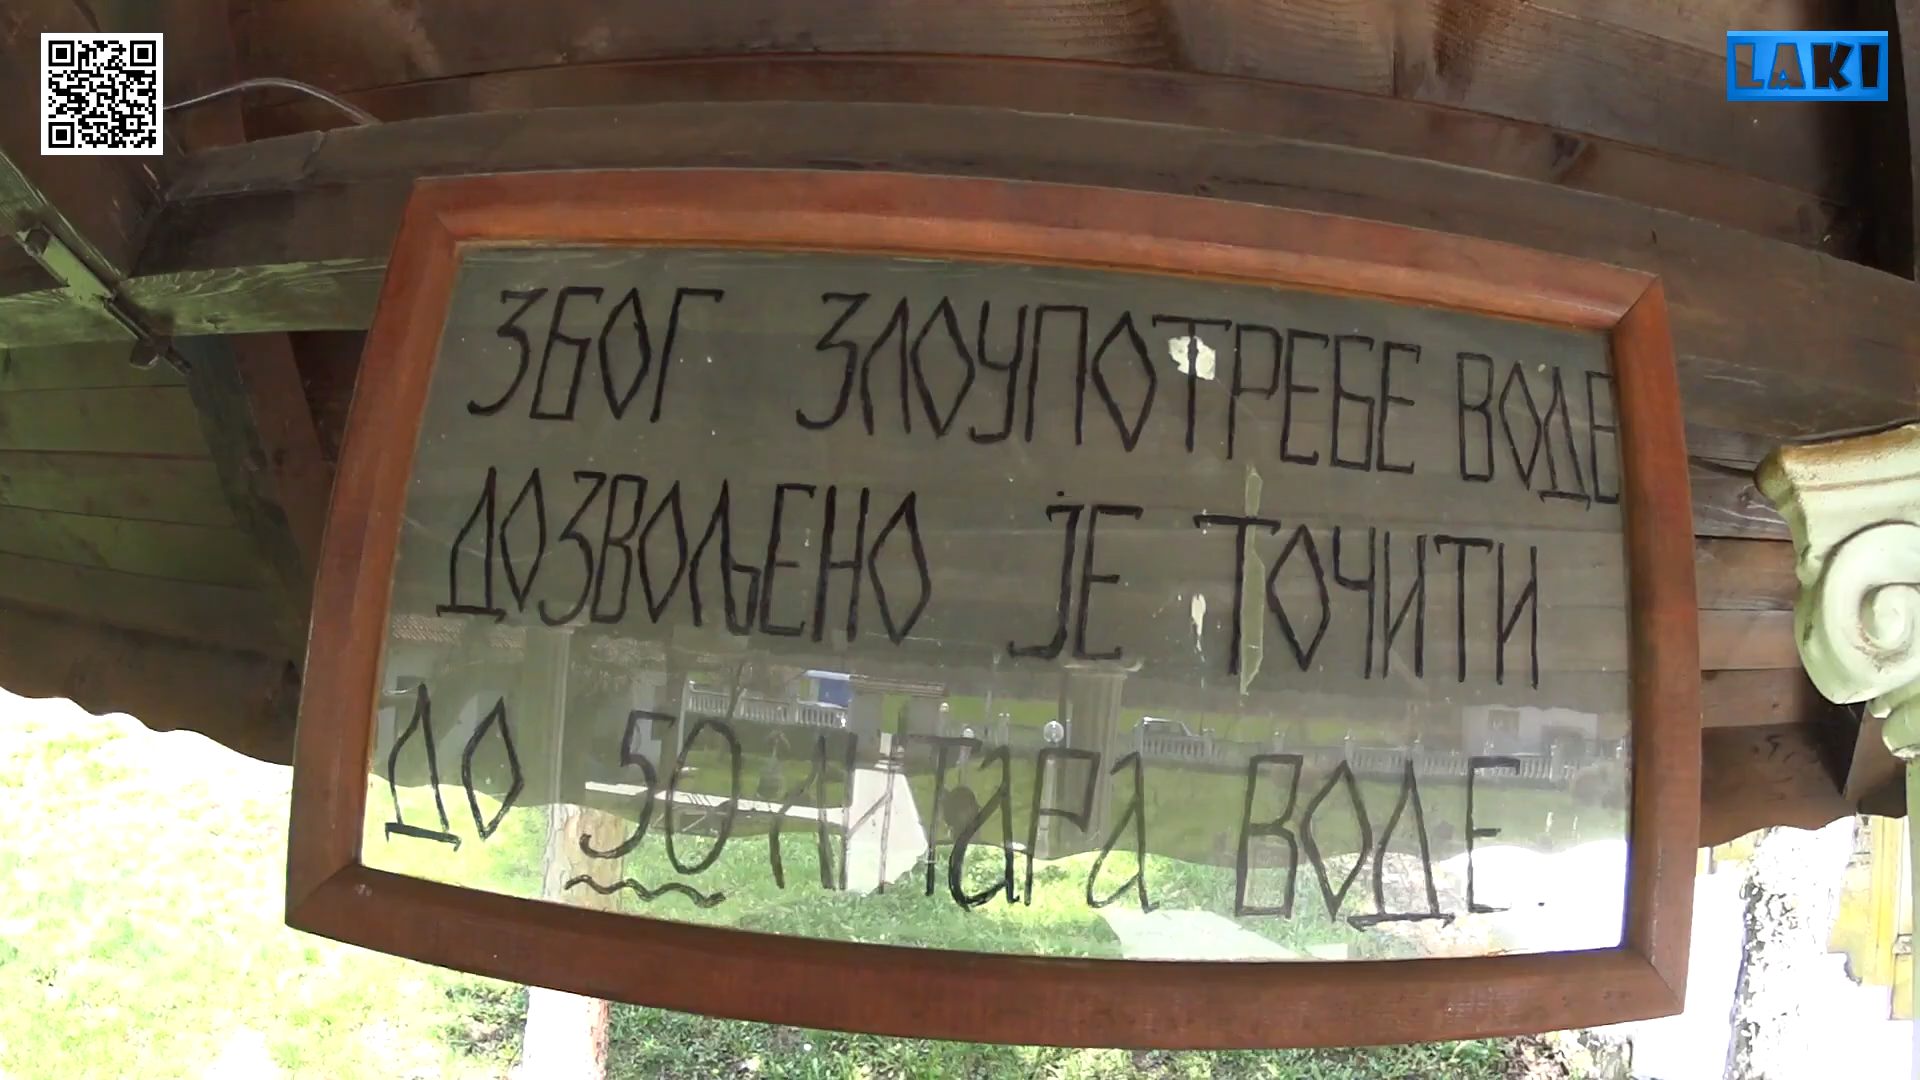 LAKI
ЗБОГ ЗЛОУПОТРЕБЕ ВОДЕ
ДОЗВОЉЕНО ЈЕ ТОЧИТИ
ДО 50 ЛИТАРА ВОДЕ.